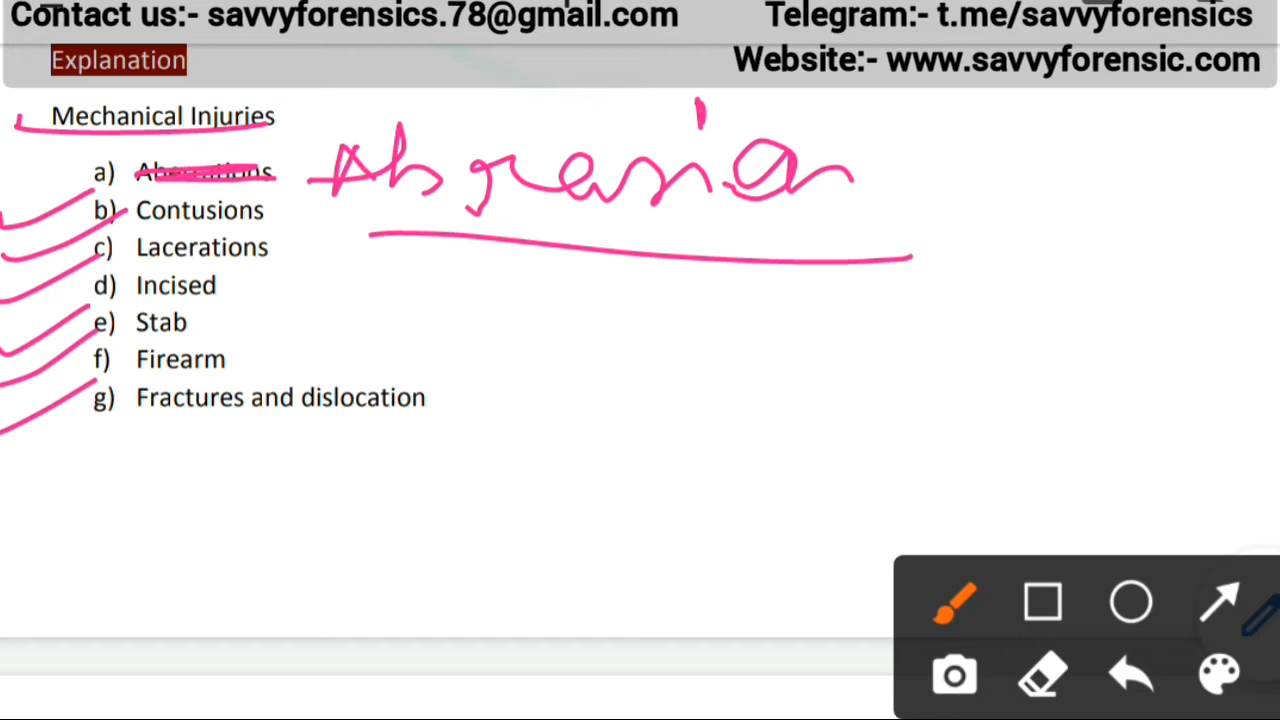 Contact us:- savvyforensics.78@gmail.com
Telegram:- t.me/savvyforensics
Explanation
Website:- www.savvyforensic.com
Mechanical Injuries
a) Abrasion
b) Contusions
c) Lacerations
d) Incised
e) Stab
f) Firearm
g) Fractures and dislocation